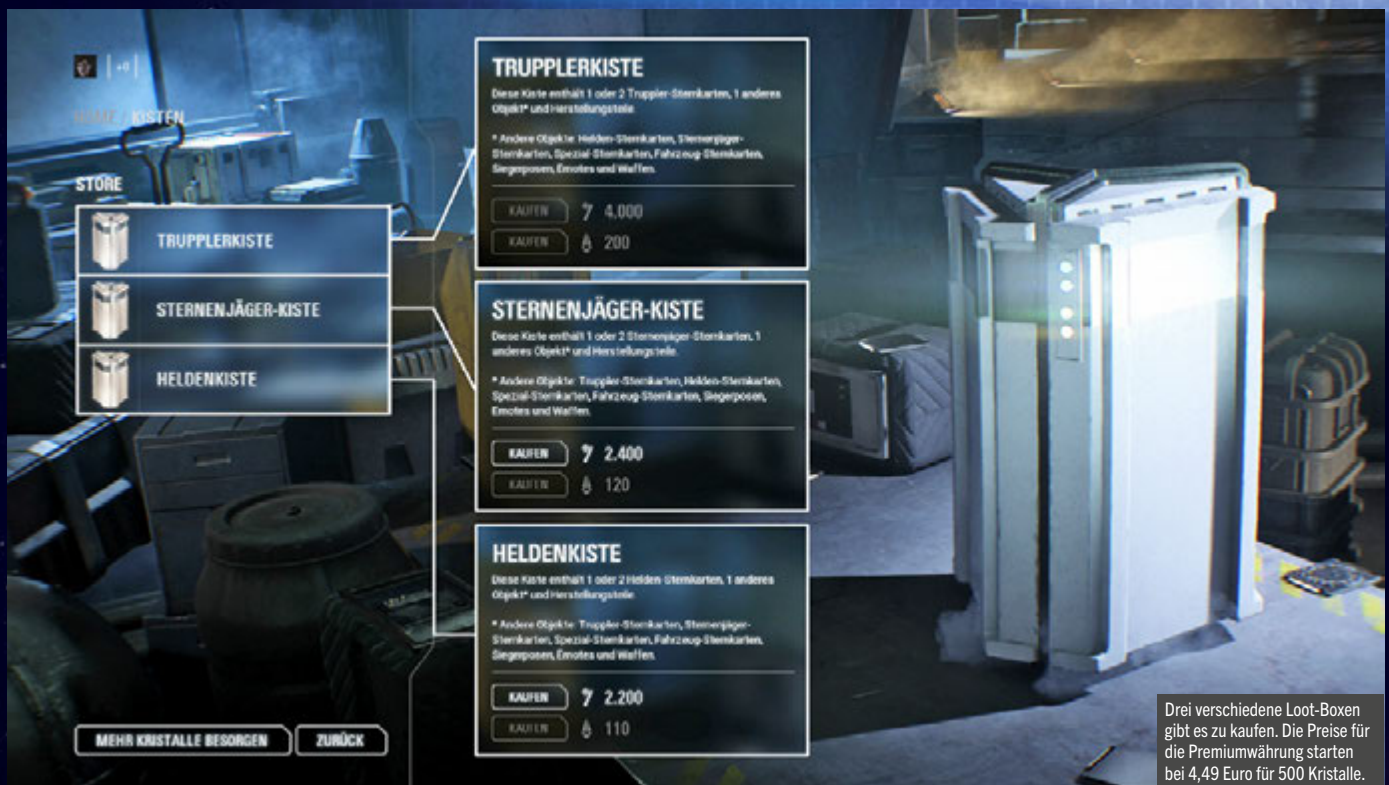 +0
HOME / KISTEN
STORE
TRUPPLERKISTE
STERNENJÄGER-KISTE
HELDENKISTE
MEHR KRISTALLE BESORGEN
ZURÜCK
TRUPPLERKISTE
Diese Kiste enthält 1 oder 2 Truppler-Sternkarten, 1 anderes
Objekt* und Herstellungsteile.
* Andere Objekte: Helden-Sternkarten, Sternenjäger-
Sternkarten, Spezial-Sternkarten, Fahrzeug-Sternkarten,
Siegerposen, Emotes und Waffen.
KAUFEN 4.000
KAUFEN 200
STERNENJÄGER-KISTE
Diese Kiste enthält 1 oder 2 Sternenjäger-Sternkarten, 1
anderes Objekt* und Herstellungsteile.
* Andere Objekte: Truppler-Sternkarten, Helden-Sternkarten,
Spezial-Sternkarten, Fahrzeug-Sternkarten, Siegerposen,
Emotes und Waffen.
KAUFEN 2.400
KAUFEN 120
HELDENKISTE
Diese Kiste enthält 1 oder 2 Helden-Sternkarten, 1 anderes
Objekt* und Herstellungsteile.
* Andere Objekte: Truppler-Sternkarten, Sternenjäger-
Sternkarten, Spezial-Sternkarten, Fahrzeug-Sternkarten,
Siegerposen, Emotes und Waffen.
KAUFEN 2.200
KAUFEN 110
Drei verschiedene Loot-Boxen
gibt es zu kaufen. Die Preise für
die Premiumwährung starten
bei 4,49 Euro für 500 Kristalle.